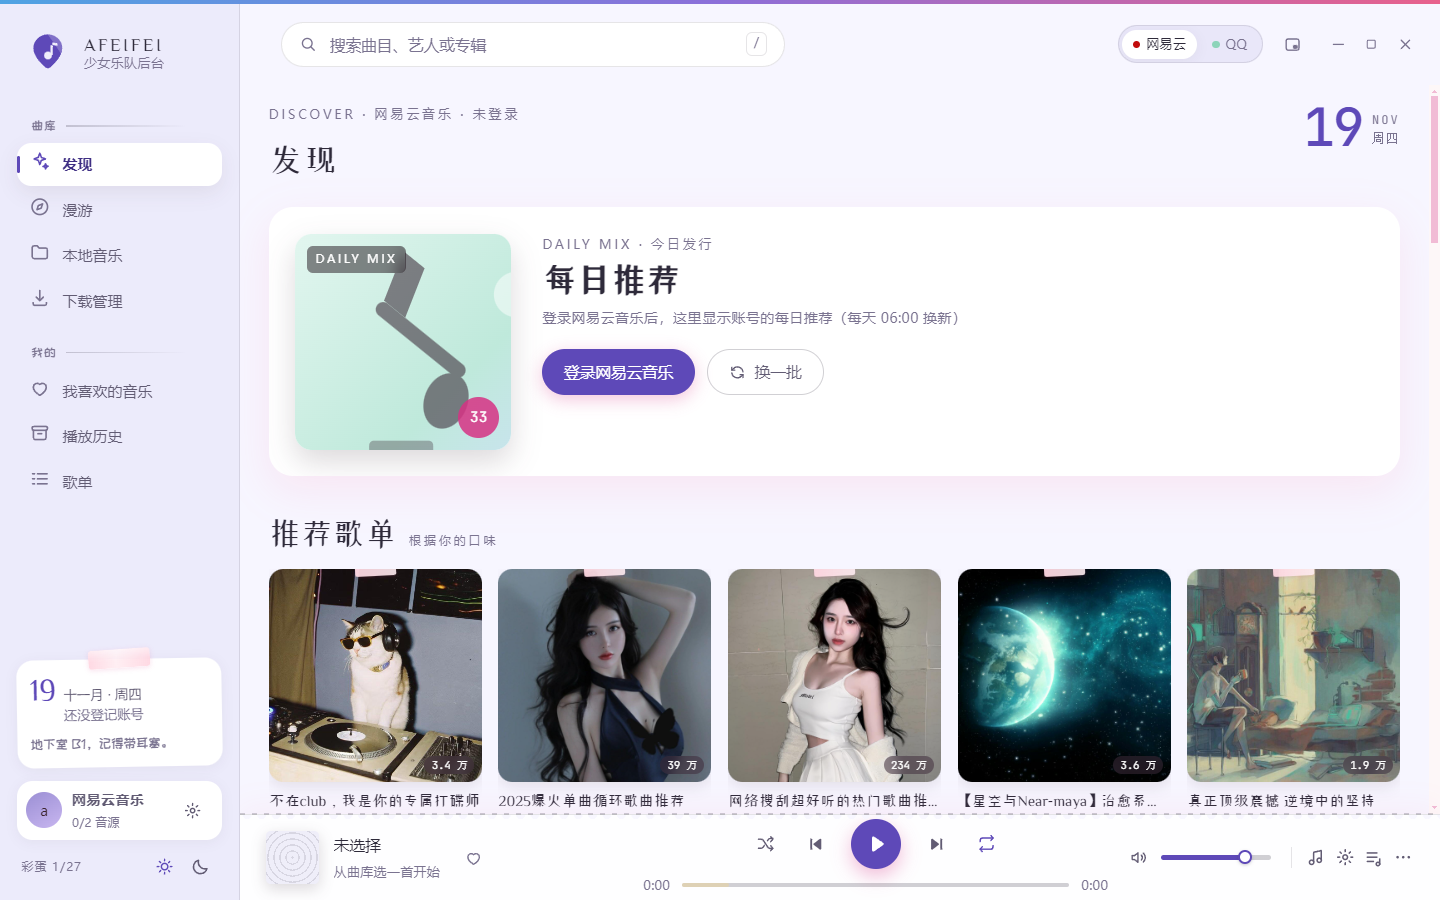 AFEIFEI
少女乐队后台
曲库
发现
漫游
本地音乐
下载管理
我的
我喜欢的音乐
播放历史
歌单
19
十一月 · 周四
还没登记账号
地下室 B1，记得带耳塞。
a
网易云音乐
0/2 音源
彩蛋 1/27
搜索曲目、艺人或专辑
/
网易云
QQ
DISCOVER · 网易云音乐 · 未登录
发现
19
NOV
周四
DAILY MIX
33
DAILY MIX · 今日发行
每日推荐
登录网易云音乐后，这里显示账号的每日推荐（每天 06:00 换新）
登录网易云音乐
换一批
推荐歌单
根据你的口味
3.4 万
39 万
234 万
3.6 万
1.9 万
不在club，我是你的专属打碟师
2025爆火单曲循环歌曲推荐
网络搜刮超好听的热门歌曲推...
【星空与Near-maya】治愈系...
真正顶级震撼 逆境中的坚持
未选择
从曲库选一首开始
0:00
0:00